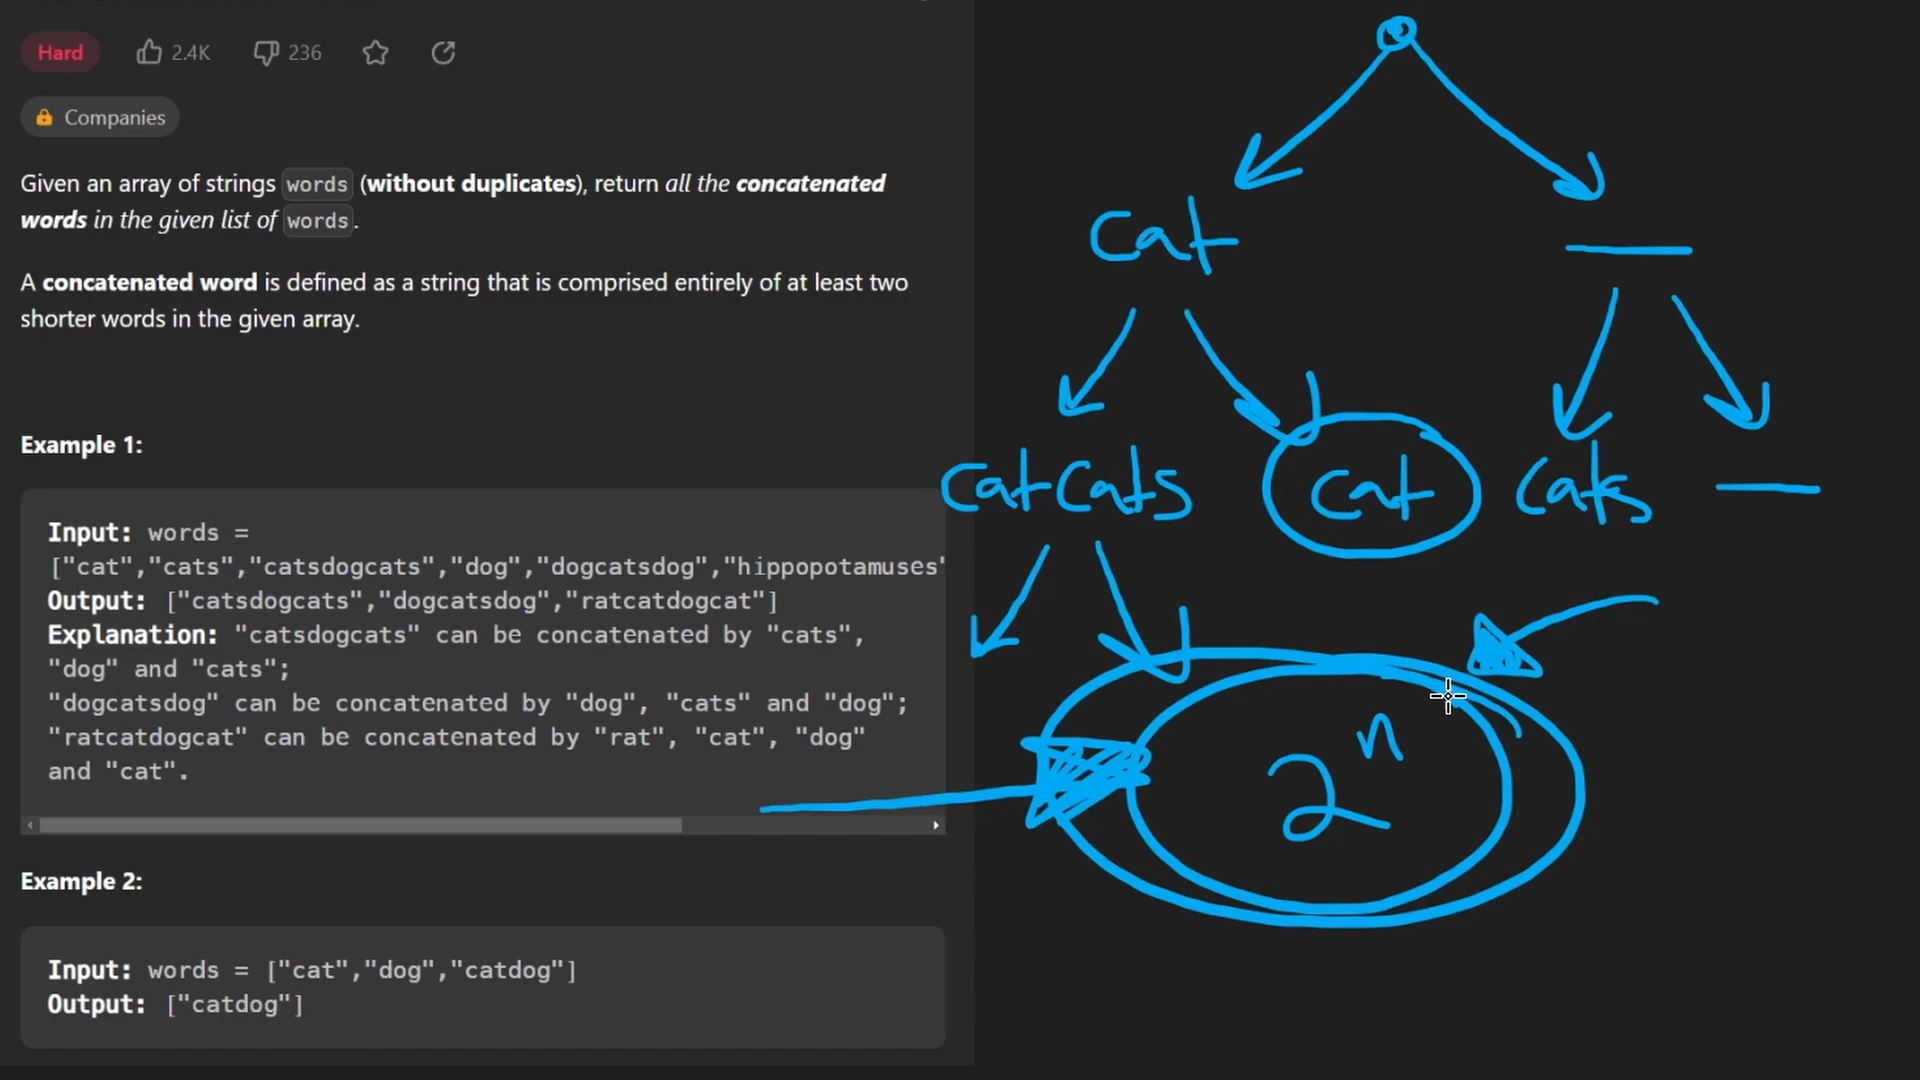 Hard 2.4K 236
Companies
Given an array of strings words (without duplicates), return all the concatenated
words in the given list of words.
A concatenated word is defined as a string that is comprised entirely of at least two
shorter words in the given array.
Example 1:
Input: words =
["cat","cats","catsdogcats","dog","dogcatsdog","hippopotamuses"
Output: ["catsdogcats","dogcatsdog","ratcatdogcat"]
Explanation: "catsdogcats" can be concatenated by "cats",
"dog" and "cats";
"dogcatsdog" can be concatenated by "dog", "cats" and "dog";
"ratcatdogcat" can be concatenated by "rat", "cat", "dog"
and "cat".
Example 2:
Input: words = ["cat","dog","catdog"]
Output: ["catdog"]
Cat
CatCats Cat Cats
2^n